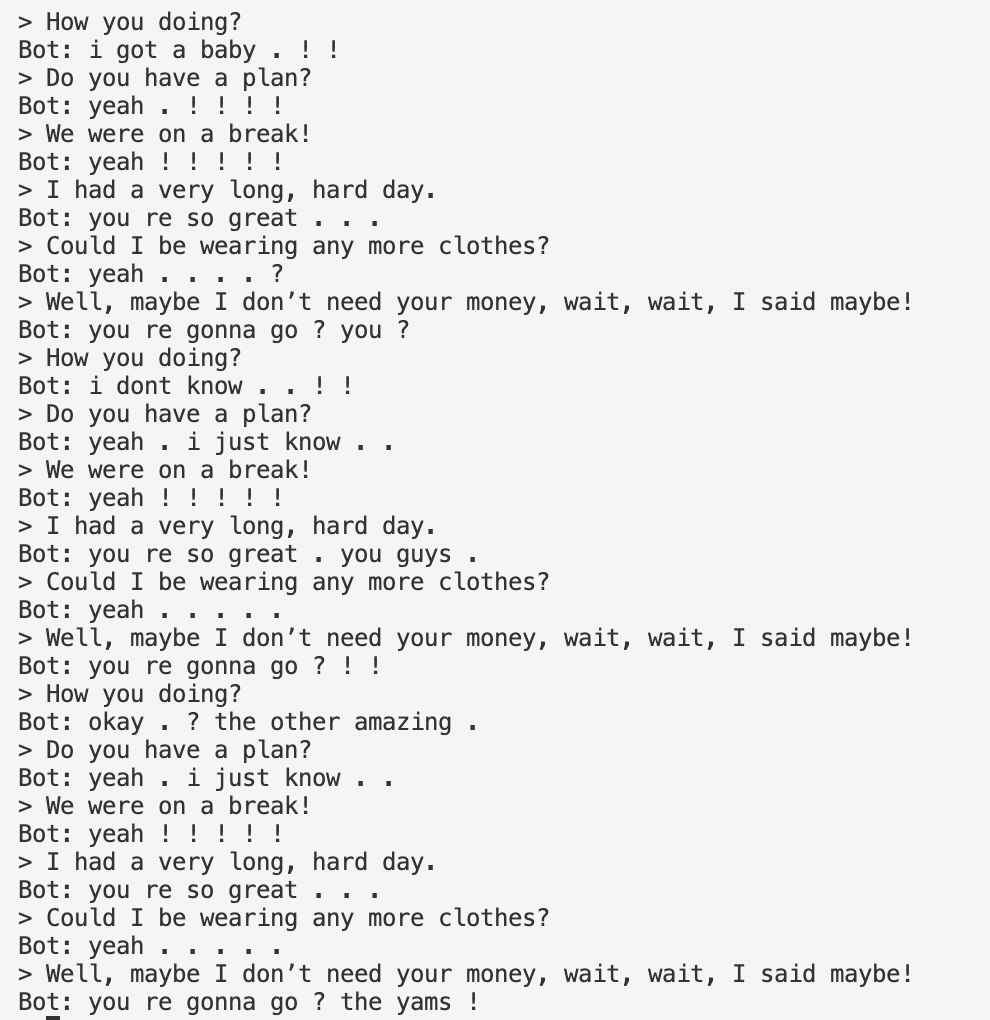 > How you doing?
Bot: i got a baby . ! !
> Do you have a plan?
Bot: yeah . ! ! ! !
> We were on a break!
Bot: yeah ! ! ! ! !
> I had a very long, hard day.
Bot: you re so great . . .
> Could I be wearing any more clothes?
Bot: yeah . . . . ?
> Well, maybe I don’t need your money, wait, wait, I said maybe!
Bot: you re gonna go ? you ?
> How you doing?
Bot: i dont know . . ! !
> Do you have a plan?
Bot: yeah . i just know . .
> We were on a break!
Bot: yeah ! ! ! ! !
> I had a very long, hard day.
Bot: you re so great . you guys .
> Could I be wearing any more clothes?
Bot: yeah . . . . .
> Well, maybe I don’t need your money, wait, wait, I said maybe!
Bot: you re gonna go ? ! !
> How you doing?
Bot: okay . ? the other amazing .
> Do you have a plan?
Bot: yeah . i just know . .
> We were on a break!
Bot: yeah ! ! ! ! !
> I had a very long, hard day.
Bot: you re so great . . .
> Could I be wearing any more clothes?
Bot: yeah . . . . .
> Well, maybe I don’t need your money, wait, wait, I said maybe!
Bot: you re gonna go ? the yams !